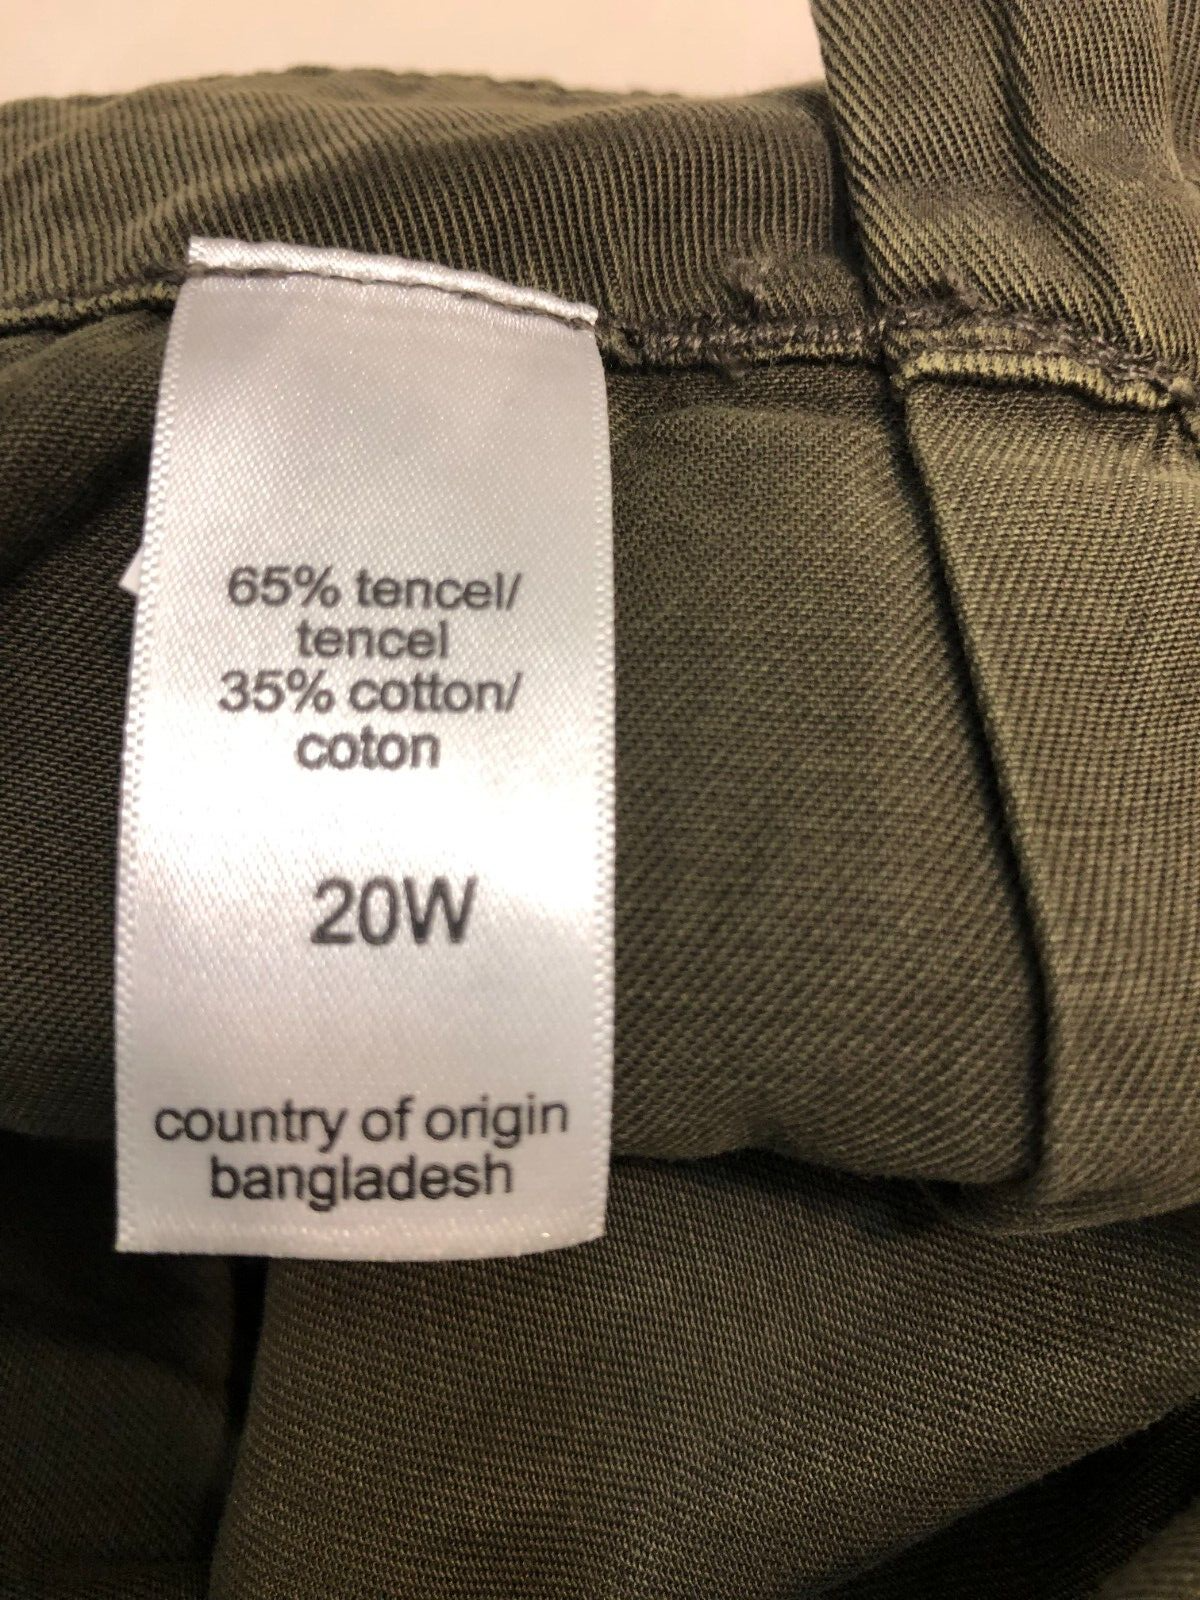 65% tencel/
tencel
35% cotton/
coton
20W
country of origin
bangladesh